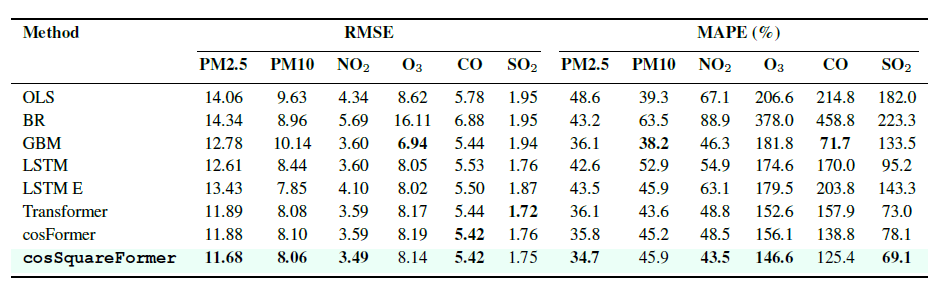 Method RMSE MAPE (%)
PM2.5 PM10 NO₂ O₃ CO SO₂ PM2.5 PM10 NO₂ O₃ CO SO₂
OLS 14.06 9.63 4.34 8.62 5.78 1.95 48.6 39.3 67.1 206.6 214.8 182.0
BR 14.34 8.96 5.69 16.11 6.88 1.95 43.2 63.5 88.9 378.0 458.8 223.3
GBM 12.78 10.14 3.60 6.94 5.44 1.94 36.1 38.2 46.3 181.8 71.7 133.5
LSTM 12.61 8.44 3.60 8.05 5.53 1.76 42.6 52.9 54.9 174.6 170.0 95.2
LSTM E 13.43 7.85 4.10 8.02 5.50 1.87 43.5 45.9 63.1 179.5 203.8 143.3
Transformer 11.89 8.08 3.59 8.17 5.44 1.72 36.1 43.6 48.8 152.6 157.9 73.0
cosFormer 11.88 8.10 3.59 8.19 5.42 1.76 35.8 45.2 48.5 156.1 138.8 78.1
cosSquareFormer 11.68 8.06 3.49 8.14 5.42 1.75 34.7 45.9 43.5 146.6 125.4 69.1